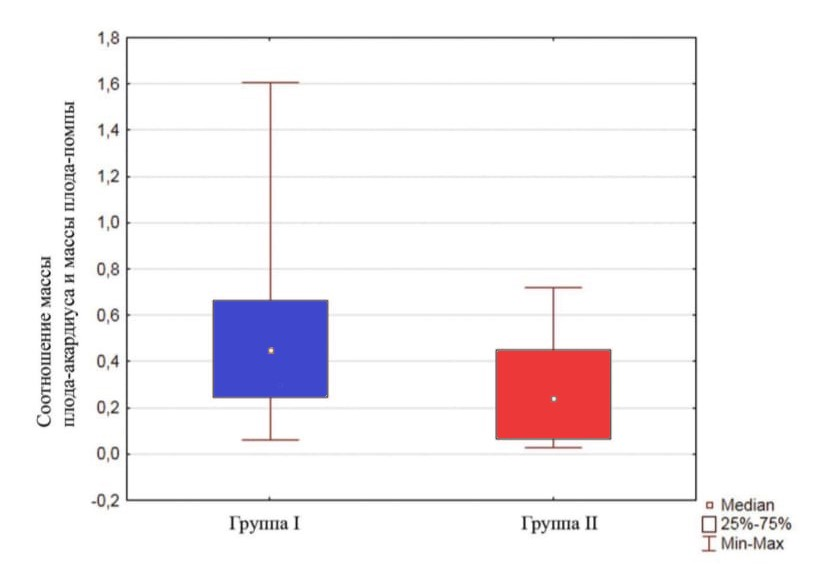 1,8
1,6
1,4
1,2
1,0
0,8
0,6
0,4
0,2
0,0
-0,2
Соотношение массы
плода-акардиуса и массы плода-помпы
Группа I
Группа II
Median
25%-75%
Min-Max